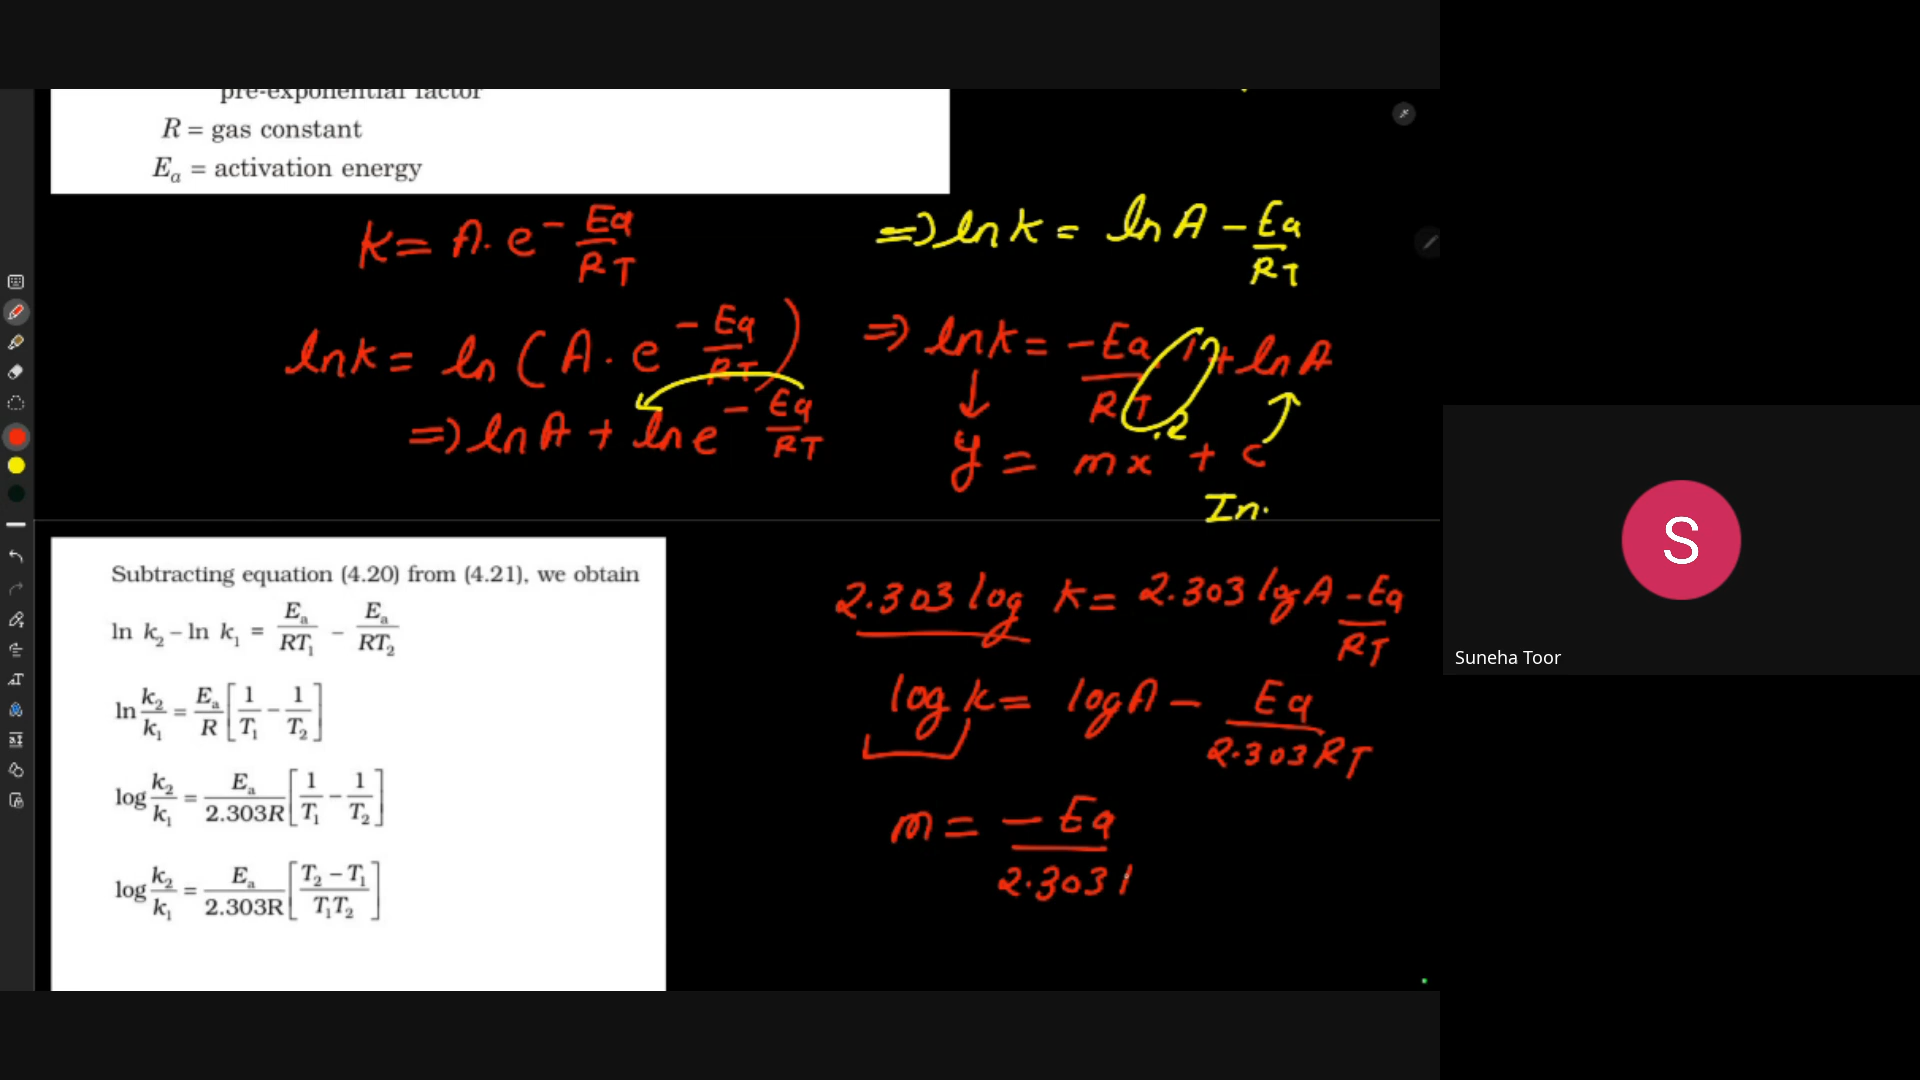 pre-exponential factor
R = gas constant
Eₐ = activation energy
K = A · e^(-Ea/RT)
ln K = ln (A · e^(-Ea/RT))
⇒ ln A + ln e^(-Ea/RT)
⇒ ln K = ln A - Ea/RT
⇒ ln K = -Ea/RT + ln A
y = mx + c
In.
Subtracting equation (4.20) from (4.21), we obtain
ln k₂ – ln k₁ = Eₐ/RT₁ – Eₐ/RT₂
ln k₂/k₁ = Eₐ/R [1/T₁ – 1/T₂]
log k₂/k₁ = Eₐ/2.303R [1/T₁ – 1/T₂]
log k₂/k₁ = Eₐ/2.303R [(T₂ – T₁)/T₁T₂]
2.303 log K = 2.303 log A - Ea/RT
log K = log A - Ea/2.303RT
m = -Ea/2.303
S
Suneha Toor